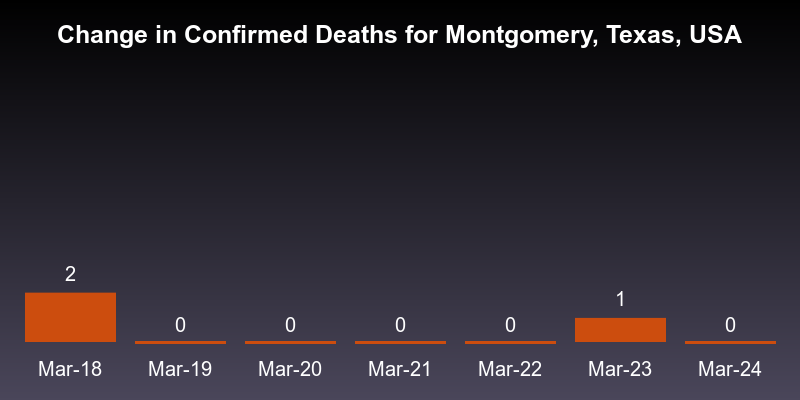 Change in Confirmed Deaths for Montgomery, Texas, USA
2
0
0
0
0
1
0
Mar-18
Mar-19
Mar-20
Mar-21
Mar-22
Mar-23
Mar-24